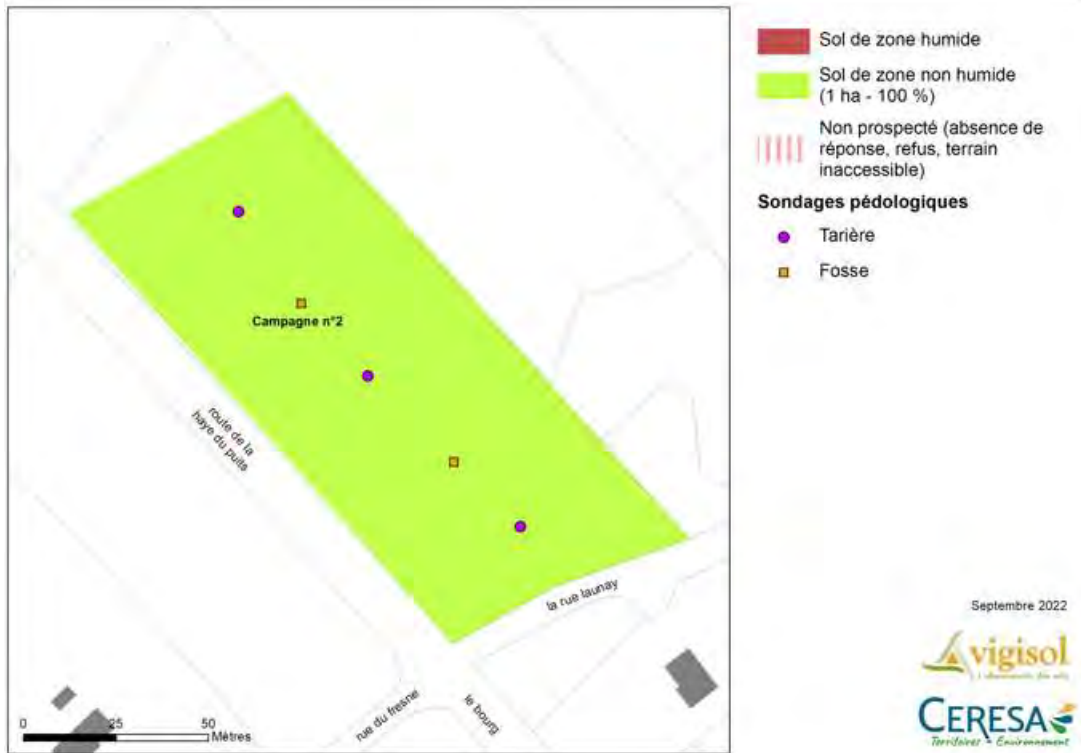 Campagne n°2
route de la
haye du puits
la rue launay
rue du fresne
le bourg
0 25 50
Mètres
Sol de zone humide
Sol de zone non humide
(1 ha - 100 %)
Non prospecté (absence de
réponse, refus, terrain
inaccessible)
Sondages pédologiques
Tarière
Fosse
Septembre 2022
vigisol
CERESA
Territoires - Environnement